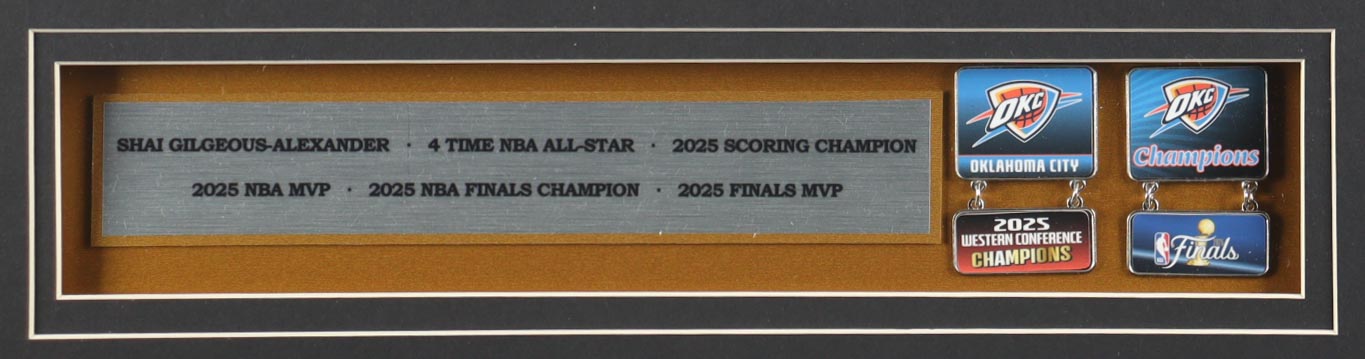 SHAI GILGEOUS-ALEXANDER · 4 TIME NBA ALL-STAR · 2025 SCORING CHAMPION
2025 NBA MVP · 2025 NBA FINALS CHAMPION · 2025 FINALS MVP
OKC
OKLAHOMA CITY
2025
WESTERN CONFERENCE
CHAMPIONS
OKC
Champions
Finals